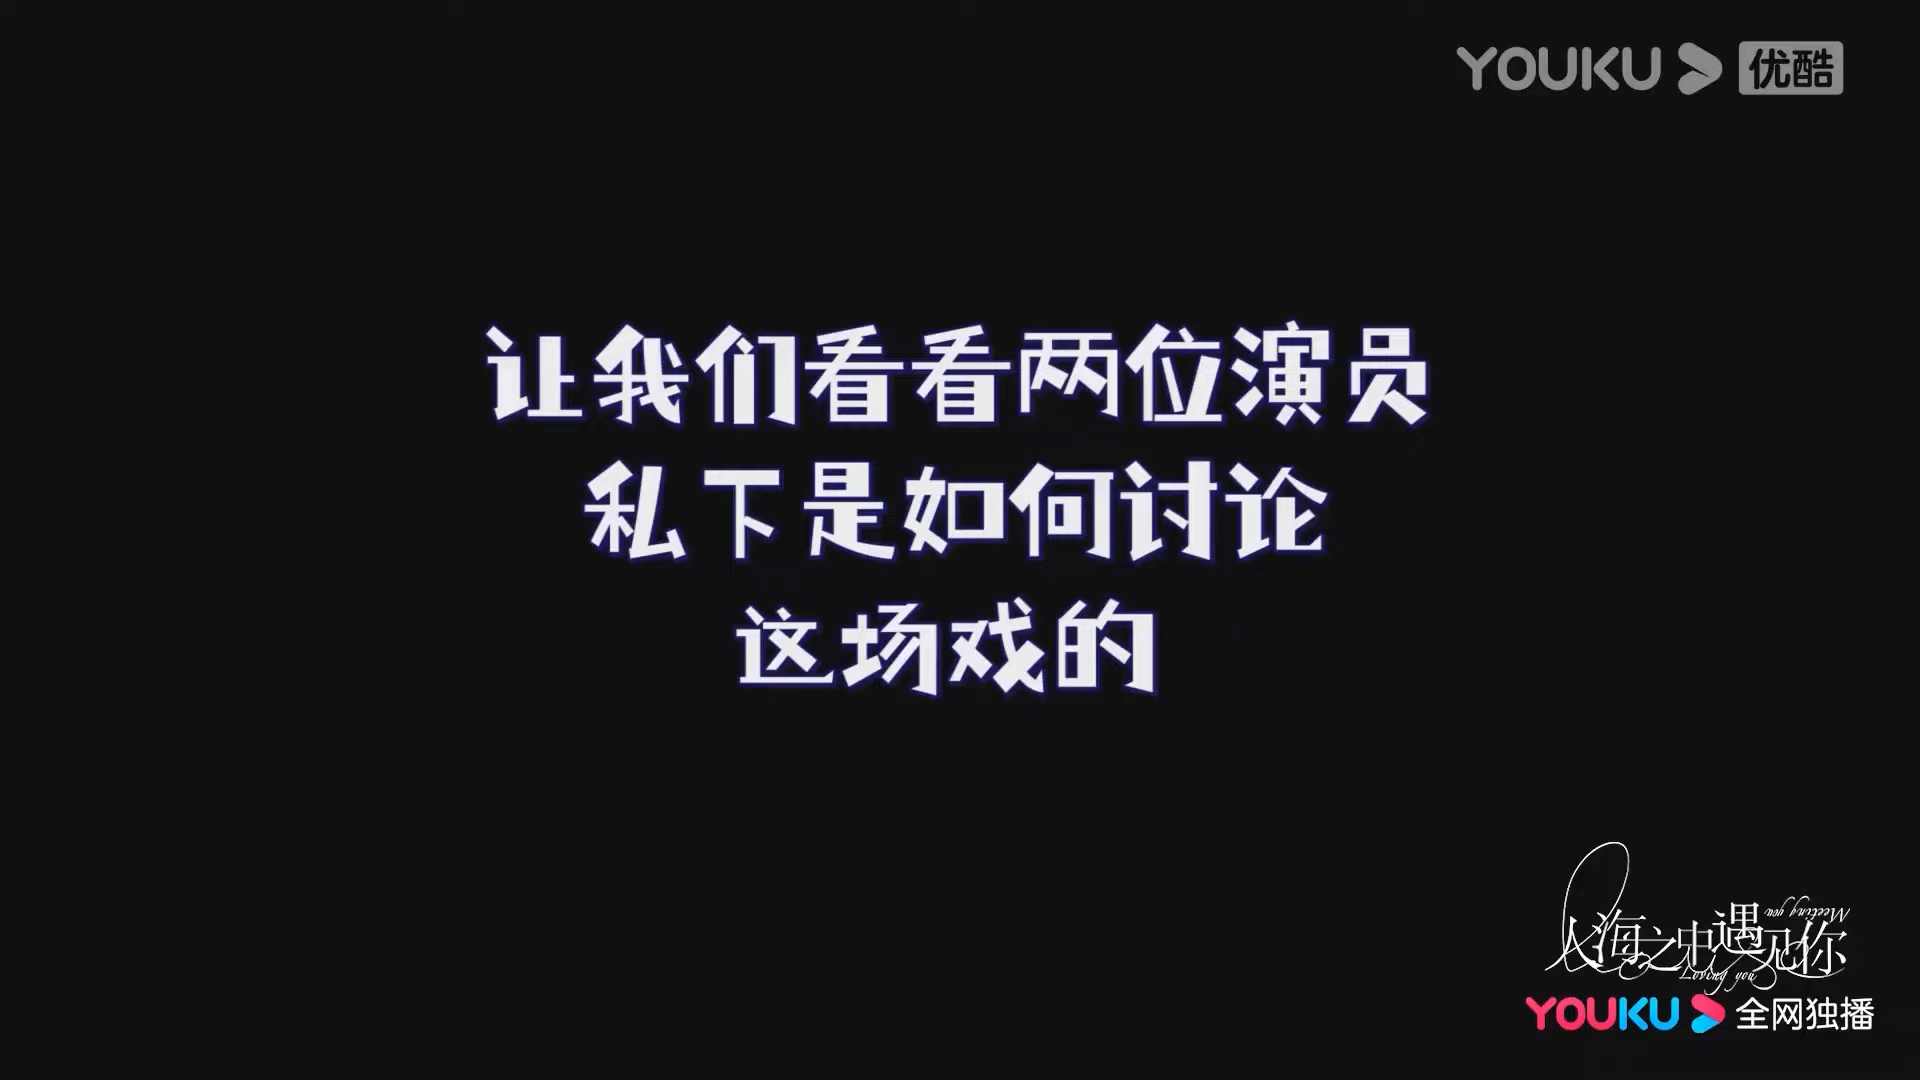 YOUKU 优酷
让我们看看两位演员
私下是如何讨论
这场戏的
Meeting you
人海之中遇见你
Loving you
YOUKU 全网独播